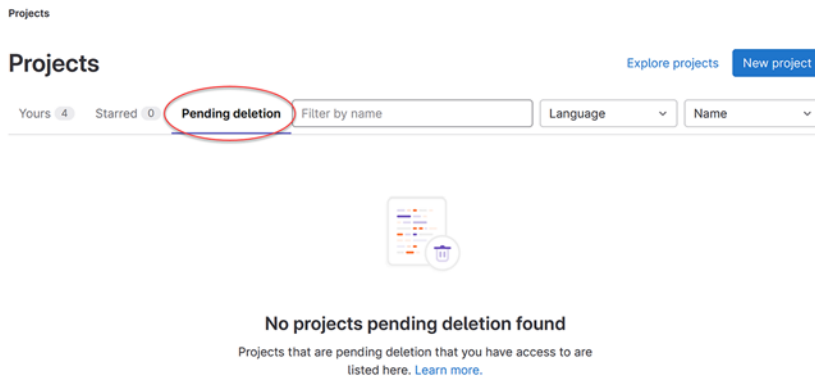 Projects
Projects
Explore projects
New project
Yours 4 Starred 0 Pending deletion Filter by name Language Name
No projects pending deletion found
Projects that are pending deletion that you have access to are
listed here. Learn more.